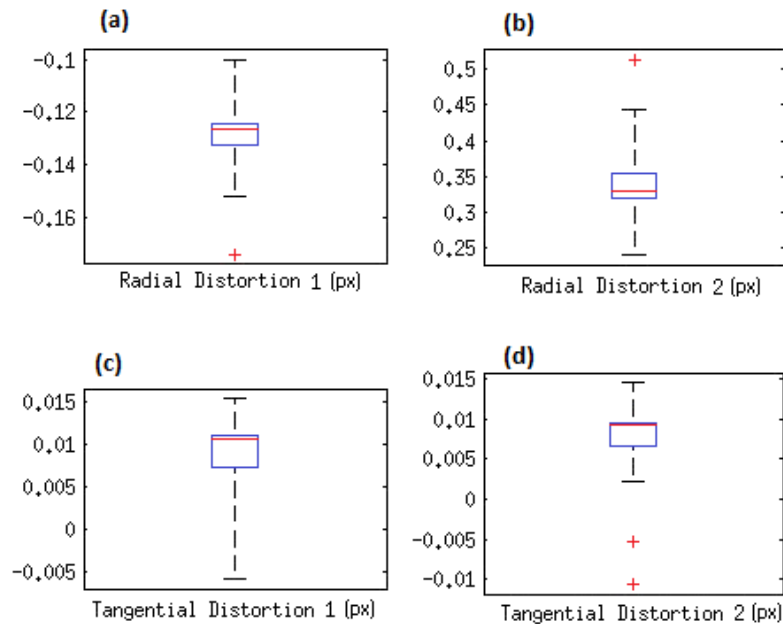 (a)
-0.1
-0.12
-0.14
-0.16
Radial Distortion 1 (px)
(b)
0.5
0.45
0.4
0.35
0.3
0.25
Radial Distortion 2 (px)
(c)
0.015
0.01
0.005
0
-0.005
Tangential Distortion 1 (px)
(d)
0.015
0.01
0.005
0
-0.005
-0.01
Tangential Distortion 2 (px)